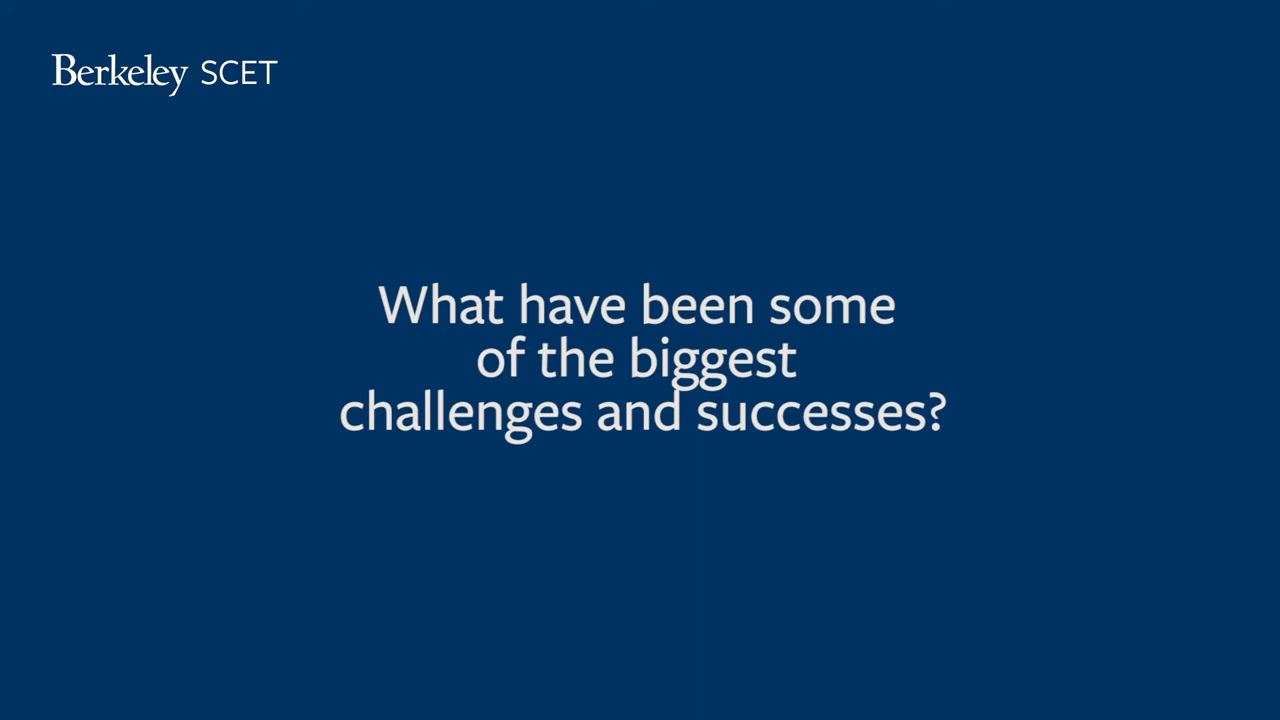 Berkeley SCET
What have been some
of the biggest
challenges and successes?